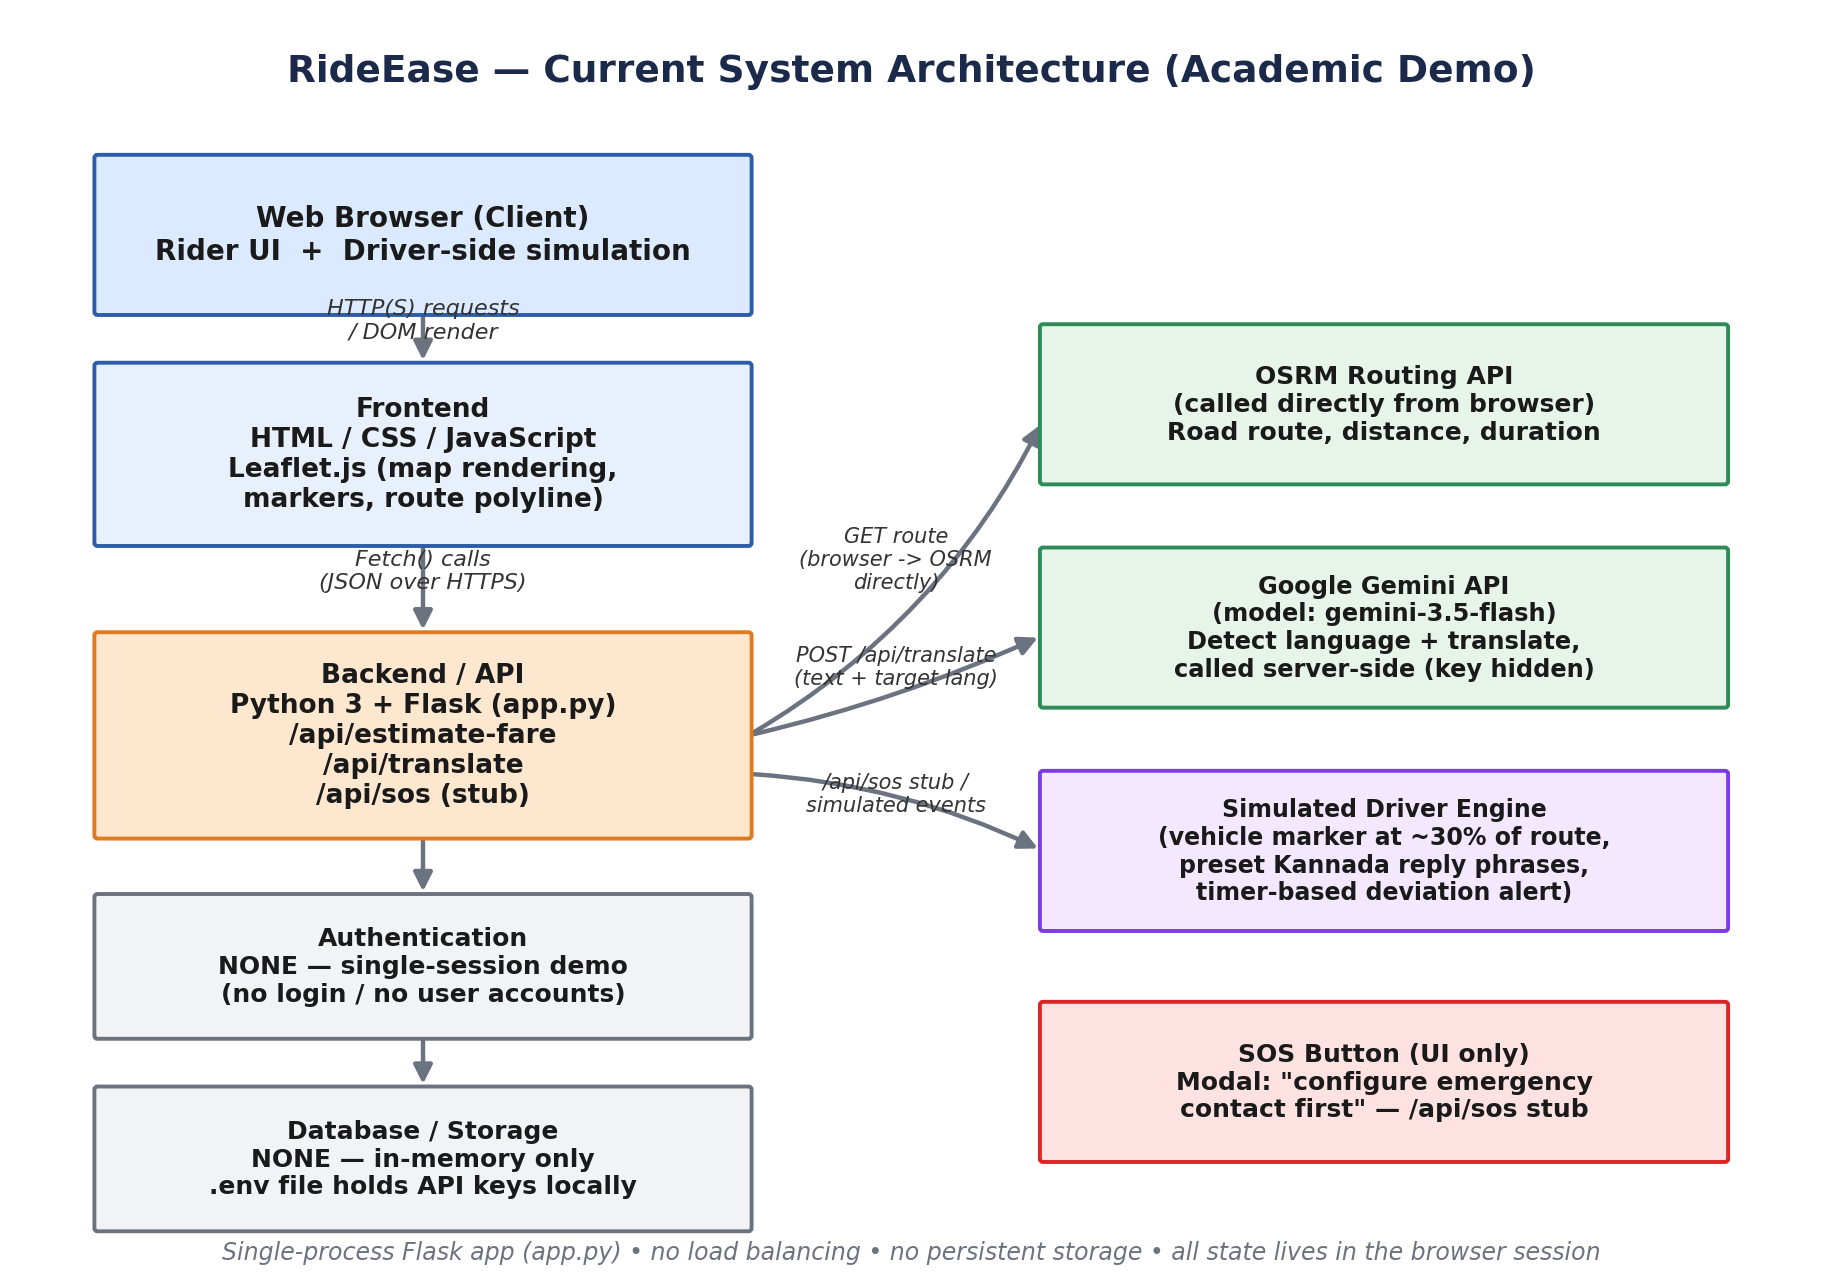 RideEase — Current System Architecture (Academic Demo)
Web Browser (Client)
Rider UI + Driver-side simulation
HTTP(S) requests
/ DOM render
Frontend
HTML / CSS / JavaScript
Leaflet.js (map rendering,
markers, route polyline)
Fetch() calls
(JSON over HTTPS)
Backend / API
Python 3 + Flask (app.py)
/api/estimate-fare
/api/translate
/api/sos (stub)
Authentication
NONE — single-session demo
(no login / no user accounts)
Database / Storage
NONE — in-memory only
.env file holds API keys locally
GET route
(browser -> OSRM
directly)
POST /api/translate
(text + target lang)
/api/sos stub /
simulated events
OSRM Routing API
(called directly from browser)
Road route, distance, duration
Google Gemini API
(model: gemini-3.5-flash)
Detect language + translate,
called server-side (key hidden)
Simulated Driver Engine
(vehicle marker at ~30% of route,
preset Kannada reply phrases,
timer-based deviation alert)
SOS Button (UI only)
Modal: "configure emergency
contact first" — /api/sos stub
Single-process Flask app (app.py) • no load balancing • no persistent storage • all state lives in the browser session